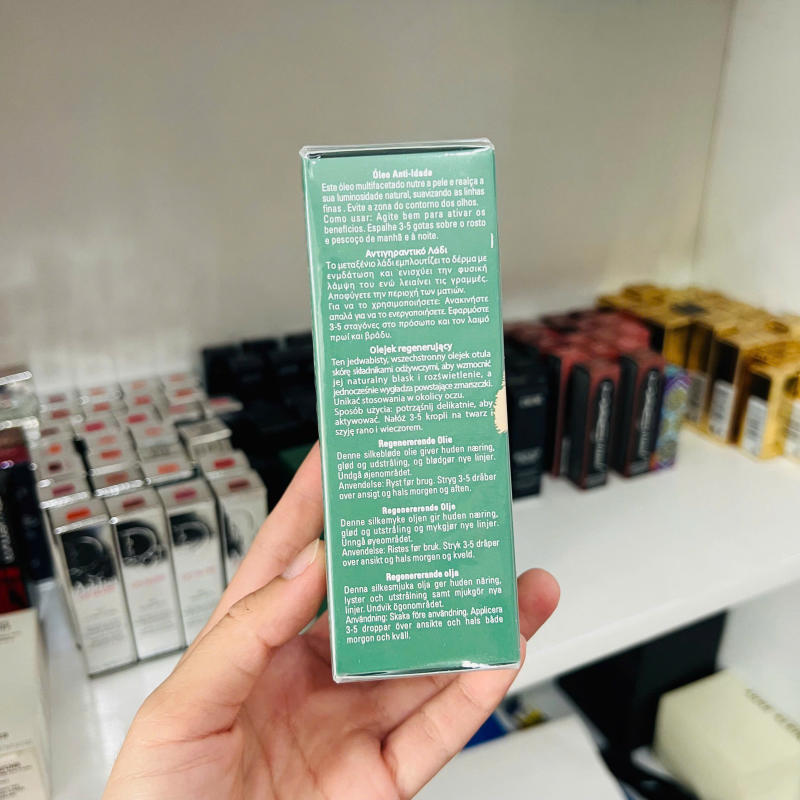 Óleo Anti-Idade
Este óleo multifacetado nutre a pele e realça a
sua luminosidade natural, suavizando as linhas
finas . Evite a zona do contorno dos olhos.
Como usar: Agite bem para ativar os
benefícios. Espalhe 3-5 gotas sobre o rosto
e pescoço de manhã e à noite.
Αντιγηραντικό Λάδι
Το μεταξένιο λάδι εμπλουτίζει το δέρμα με
ενυδάτωση και ενισχύει την φυσική
λάμψη του ενώ λειαίνει τις γραμμές.
Αποφύγετε την περιοχή των ματιών.
Για να το χρησιμοποιήσετε: Ανακινήστε
απαλά για να το ενεργοποιήσετε. Εφαρμόστε
3-5 σταγόνες στο πρόσωπο και τον λαιμό
πρωί και βράδυ.
Olejek regenerujący
Ten jedwabisty, wszechstronny olejek otula
skórę składnikami odżywczymi, aby wzmocnić
jej naturalny blask i rozświetlenie, a
jednocześnie wygładza powstające zmarszczki.
Unikać stosowania w okolicy oczu.
Sposób użycia: potrząśnij delikatnie, aby
aktywować. Nałóż 3-5 kropli na twarz i
szyję rano i wieczorem.
Regenererende Olie
Denne silkebløde olie giver huden næring,
glød og udstråling, og blødgør nye linjer.
Undgå øjenområdet.
Anvendelse: Ryst før brug. Stryg 3-5 dråber
over ansigt og hals morgen og aften.
Regenererende Olje
Denne silkemyke oljen gir huden næring,
glød og utstråling og mykgjør nye linjer.
Unngå øyeområdet.
Anvendelse: Ristes før bruk. Stryk 3-5 dråper
over ansikt og hals morgen og kveld.
Regenererande olja
Denna silkesmjuka olja ger huden näring,
lyster och utstrålning samt mjukgör nya
linjer. Undvik ögonområdet.
Användning: Skaka före användning. Applicera
3-5 droppar över ansikte och hals både
morgon och kväll.